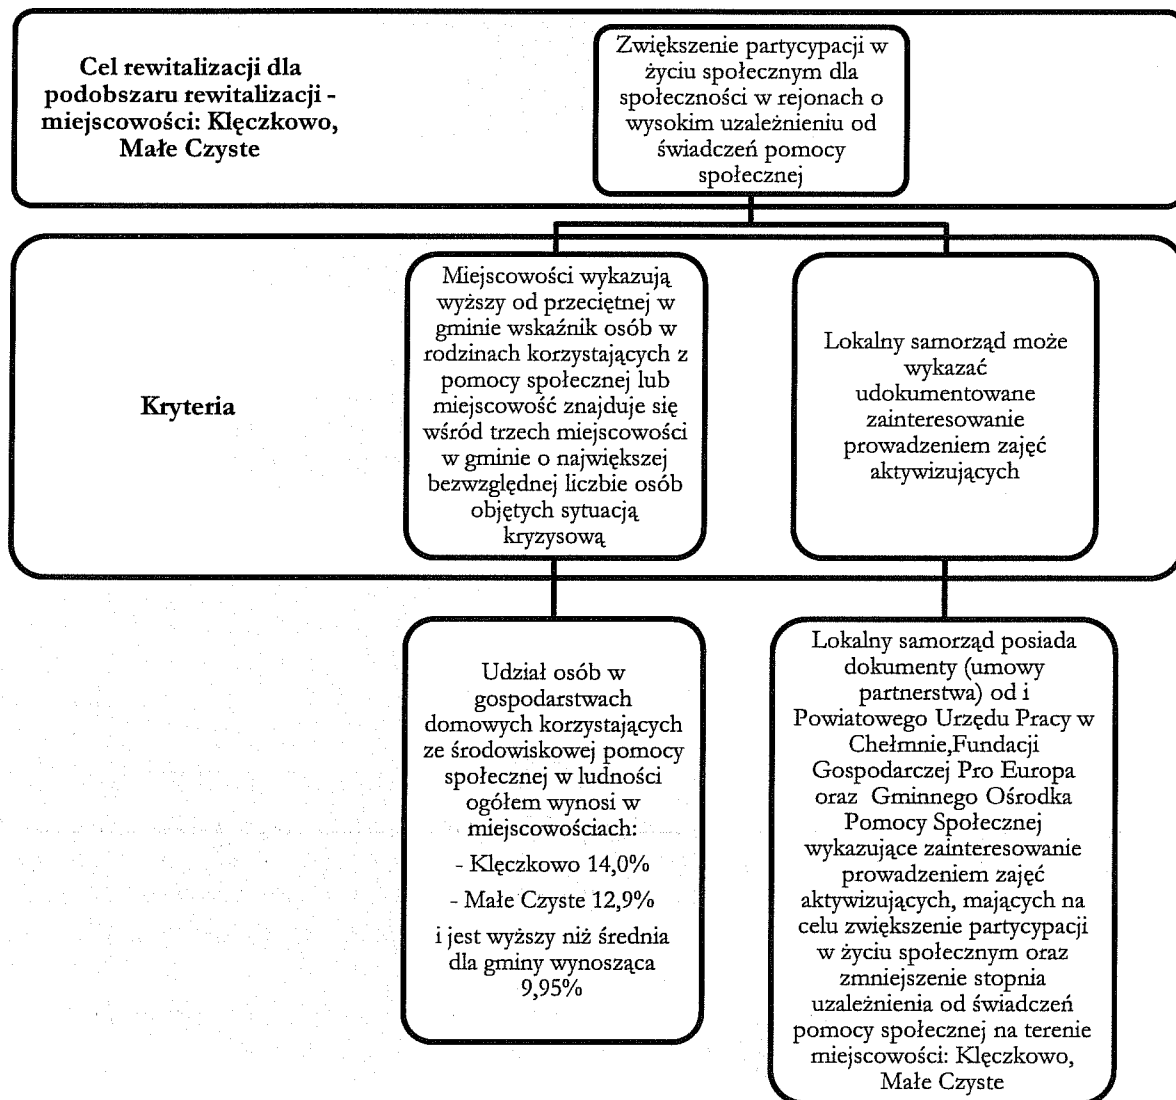 Cel rewitalizacji dla
podobszaru rewitalizacji -
miejscowości: Klęczkowo,
Małe Czyste
Zwiększenie partycypacji w
życiu społecznym dla
społeczności w rejonach o
wysokim uzależnieniu od
świadczeń pomocy
społecznej
Kryteria
Miejscowości wykazują
wyższy od przeciętnej w
gminie wskaźnik osób w
rodzinach korzystających z
pomocy społecznej lub
miejscowość znajduje się
wśród trzech miejscowości
w gminie o największej
bezwzględnej liczbie osób
objętych sytuacją
kryzysową
Lokalny samorząd może
wykazać
udokumentowane
zainteresowanie
prowadzeniem zajęć
aktywizujących
Udział osób w
gospodarstwach
domowych korzystających
ze środowiskowej pomocy
społecznej w ludności
ogółem wynosi w
miejscowościach:
- Klęczkowo 14,0%
- Małe Czyste 12,9%
i jest wyższy niż średnia
dla gminy wynosząca
9,95%
Lokalny samorząd posiada
dokumenty (umowy
partnerstwa) od i
Powiatowego Urzędu Pracy w
Chełmnie,Fundacji
Gospodarczej Pro Europa
oraz Gminnego Ośrodka
Pomocy Społecznej
wykazujące zainteresowanie
prowadzeniem zajęć
aktywizujących, mających na
celu zwiększenie partycypacji
w życiu społecznym oraz
zmniejszenie stopnia
uzależnienia od świadczeń
pomocy społecznej na terenie
miejscowości: Klęczkowo,
Małe Czyste